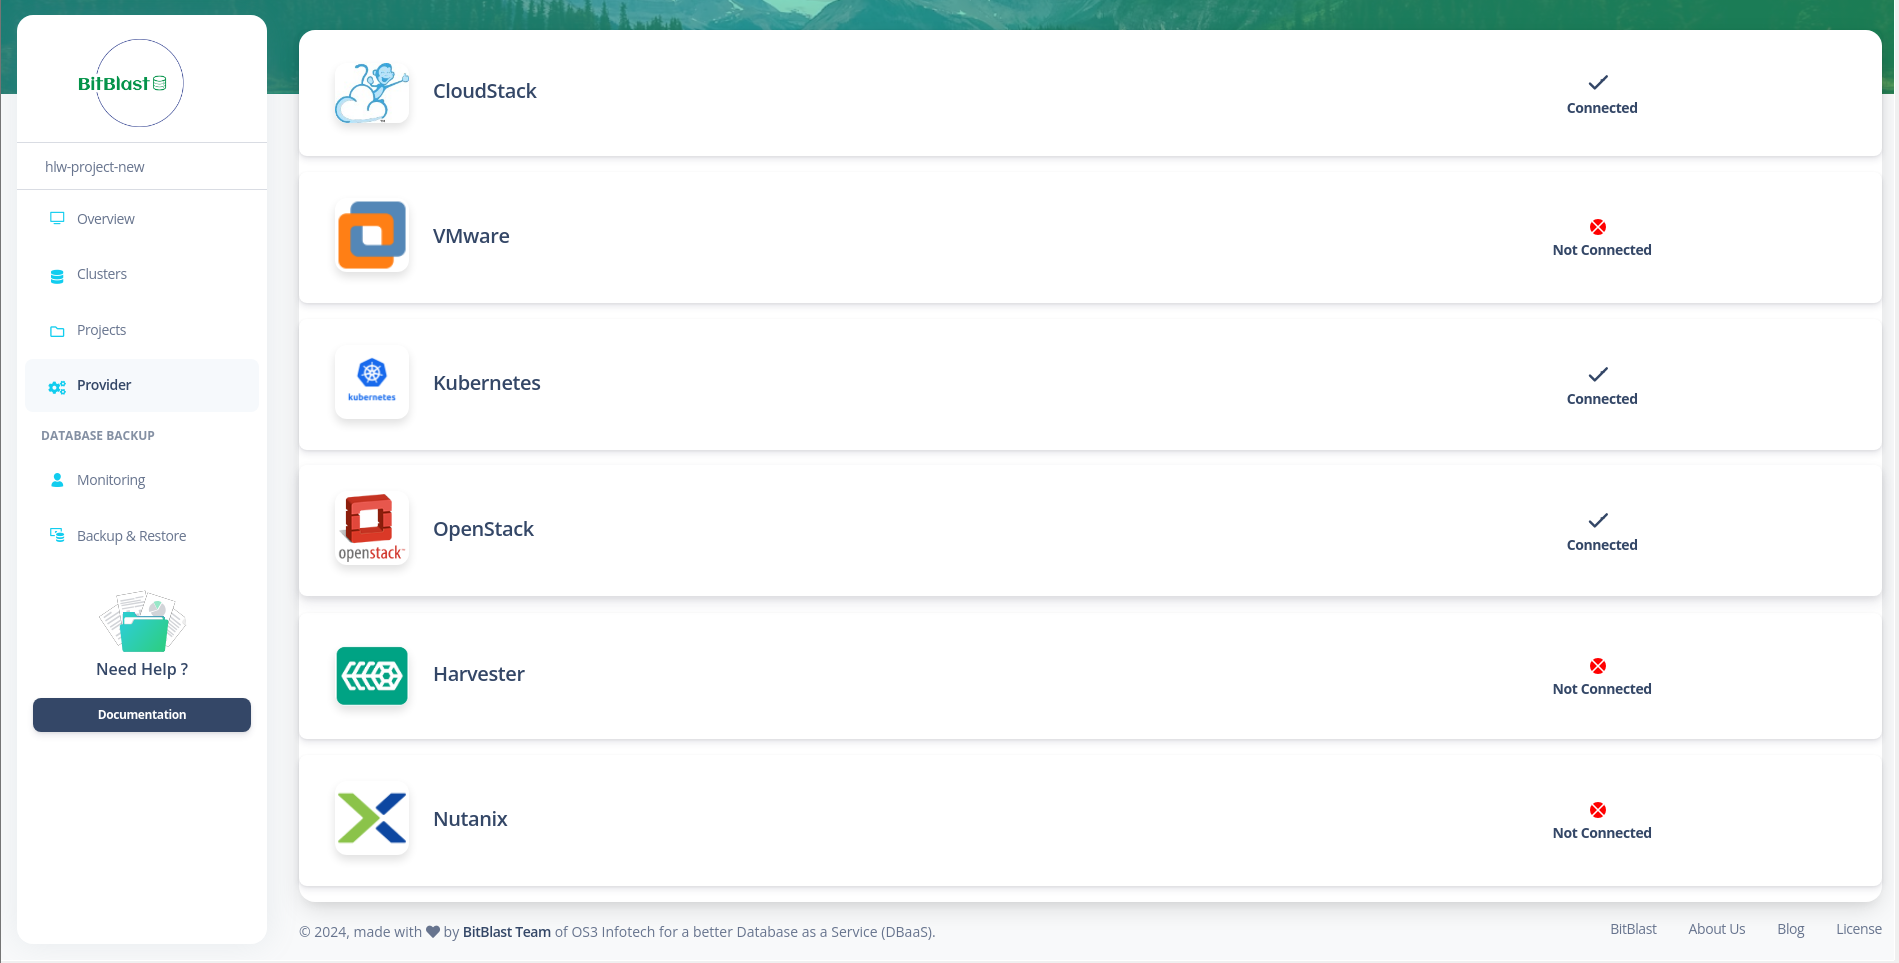 BitBlast
hlw-project-new
Overview
Clusters
Projects
Provider
DATABASE BACKUP
Monitoring
Backup & Restore
Need Help ?
Documentation
CloudStack
Connected
VMware
Not Connected
kubernetes
Kubernetes
Connected
openstack™
OpenStack
Connected
Harvester
Not Connected
Nutanix
Not Connected
© 2024, made with ♥ by BitBlast Team of OS3 Infotech for a better Database as a Service (DBaaS).
BitBlast About Us Blog License